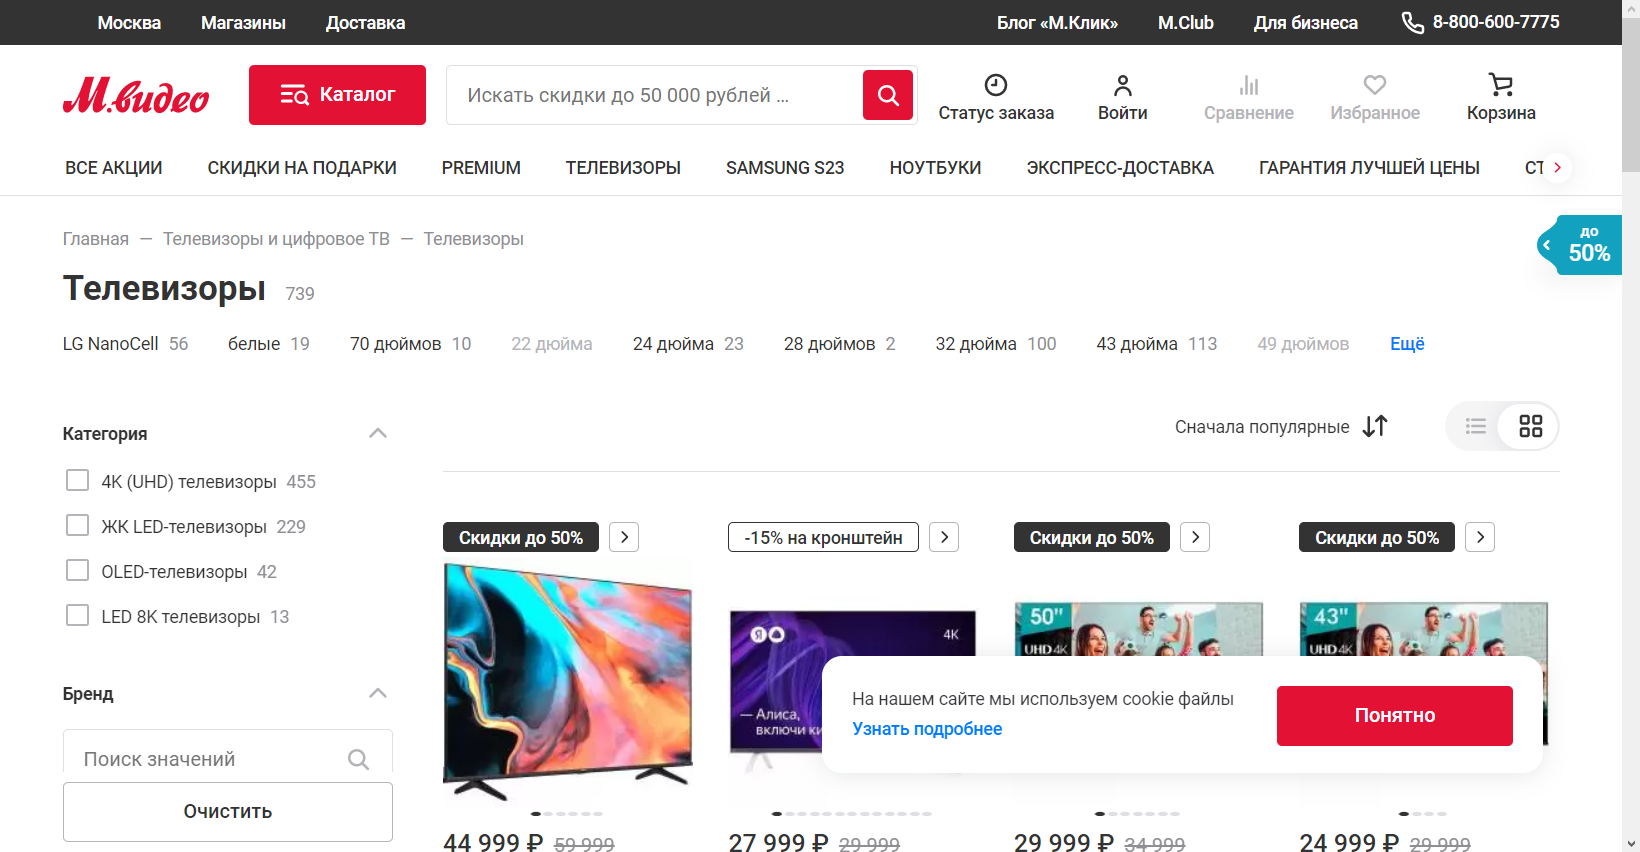 Москва Магазины Доставка Блог «М.Клик» M.Club Для бизнеса 8-800-600-7775
М.видео Каталог Искать скидки до 50 000 рублей ...
Статус заказа Войти Сравнение Избранное Корзина
ВСЕ АКЦИИ СКИДКИ НА ПОДАРКИ PREMIUM ТЕЛЕВИЗОРЫ SAMSUNG S23 НОУТБУКИ ЭКСПРЕСС-ДОСТАВКА ГАРАНТИЯ ЛУЧШЕЙ ЦЕНЫ СТ
до
50%
Главная — Телевизоры и цифровое ТВ — Телевизоры
Телевизоры 739
LG NanoCell 56 белые 19 70 дюймов 10 22 дюйма 24 дюйма 23 28 дюймов 2 32 дюйма 100 43 дюйма 113 49 дюймов Ещё
Сначала популярные
Категория
4K (UHD) телевизоры 455
ЖК LED-телевизоры 229
OLED-телевизоры 42
LED 8K телевизоры 13
Бренд
Поиск значений
Очистить
Скидки до 50% -15% на кронштейн Скидки до 50% Скидки до 50%
Я 4K
— Алиса,
включи ки
50"
UHD 4K
43"
UHD 4K
На нашем сайте мы используем cookie файлы
Узнать подробнее
Понятно
44 999 ₽ 59 999 27 999 ₽ 29 999 29 999 ₽ 34 999 24 999 ₽ 29 999